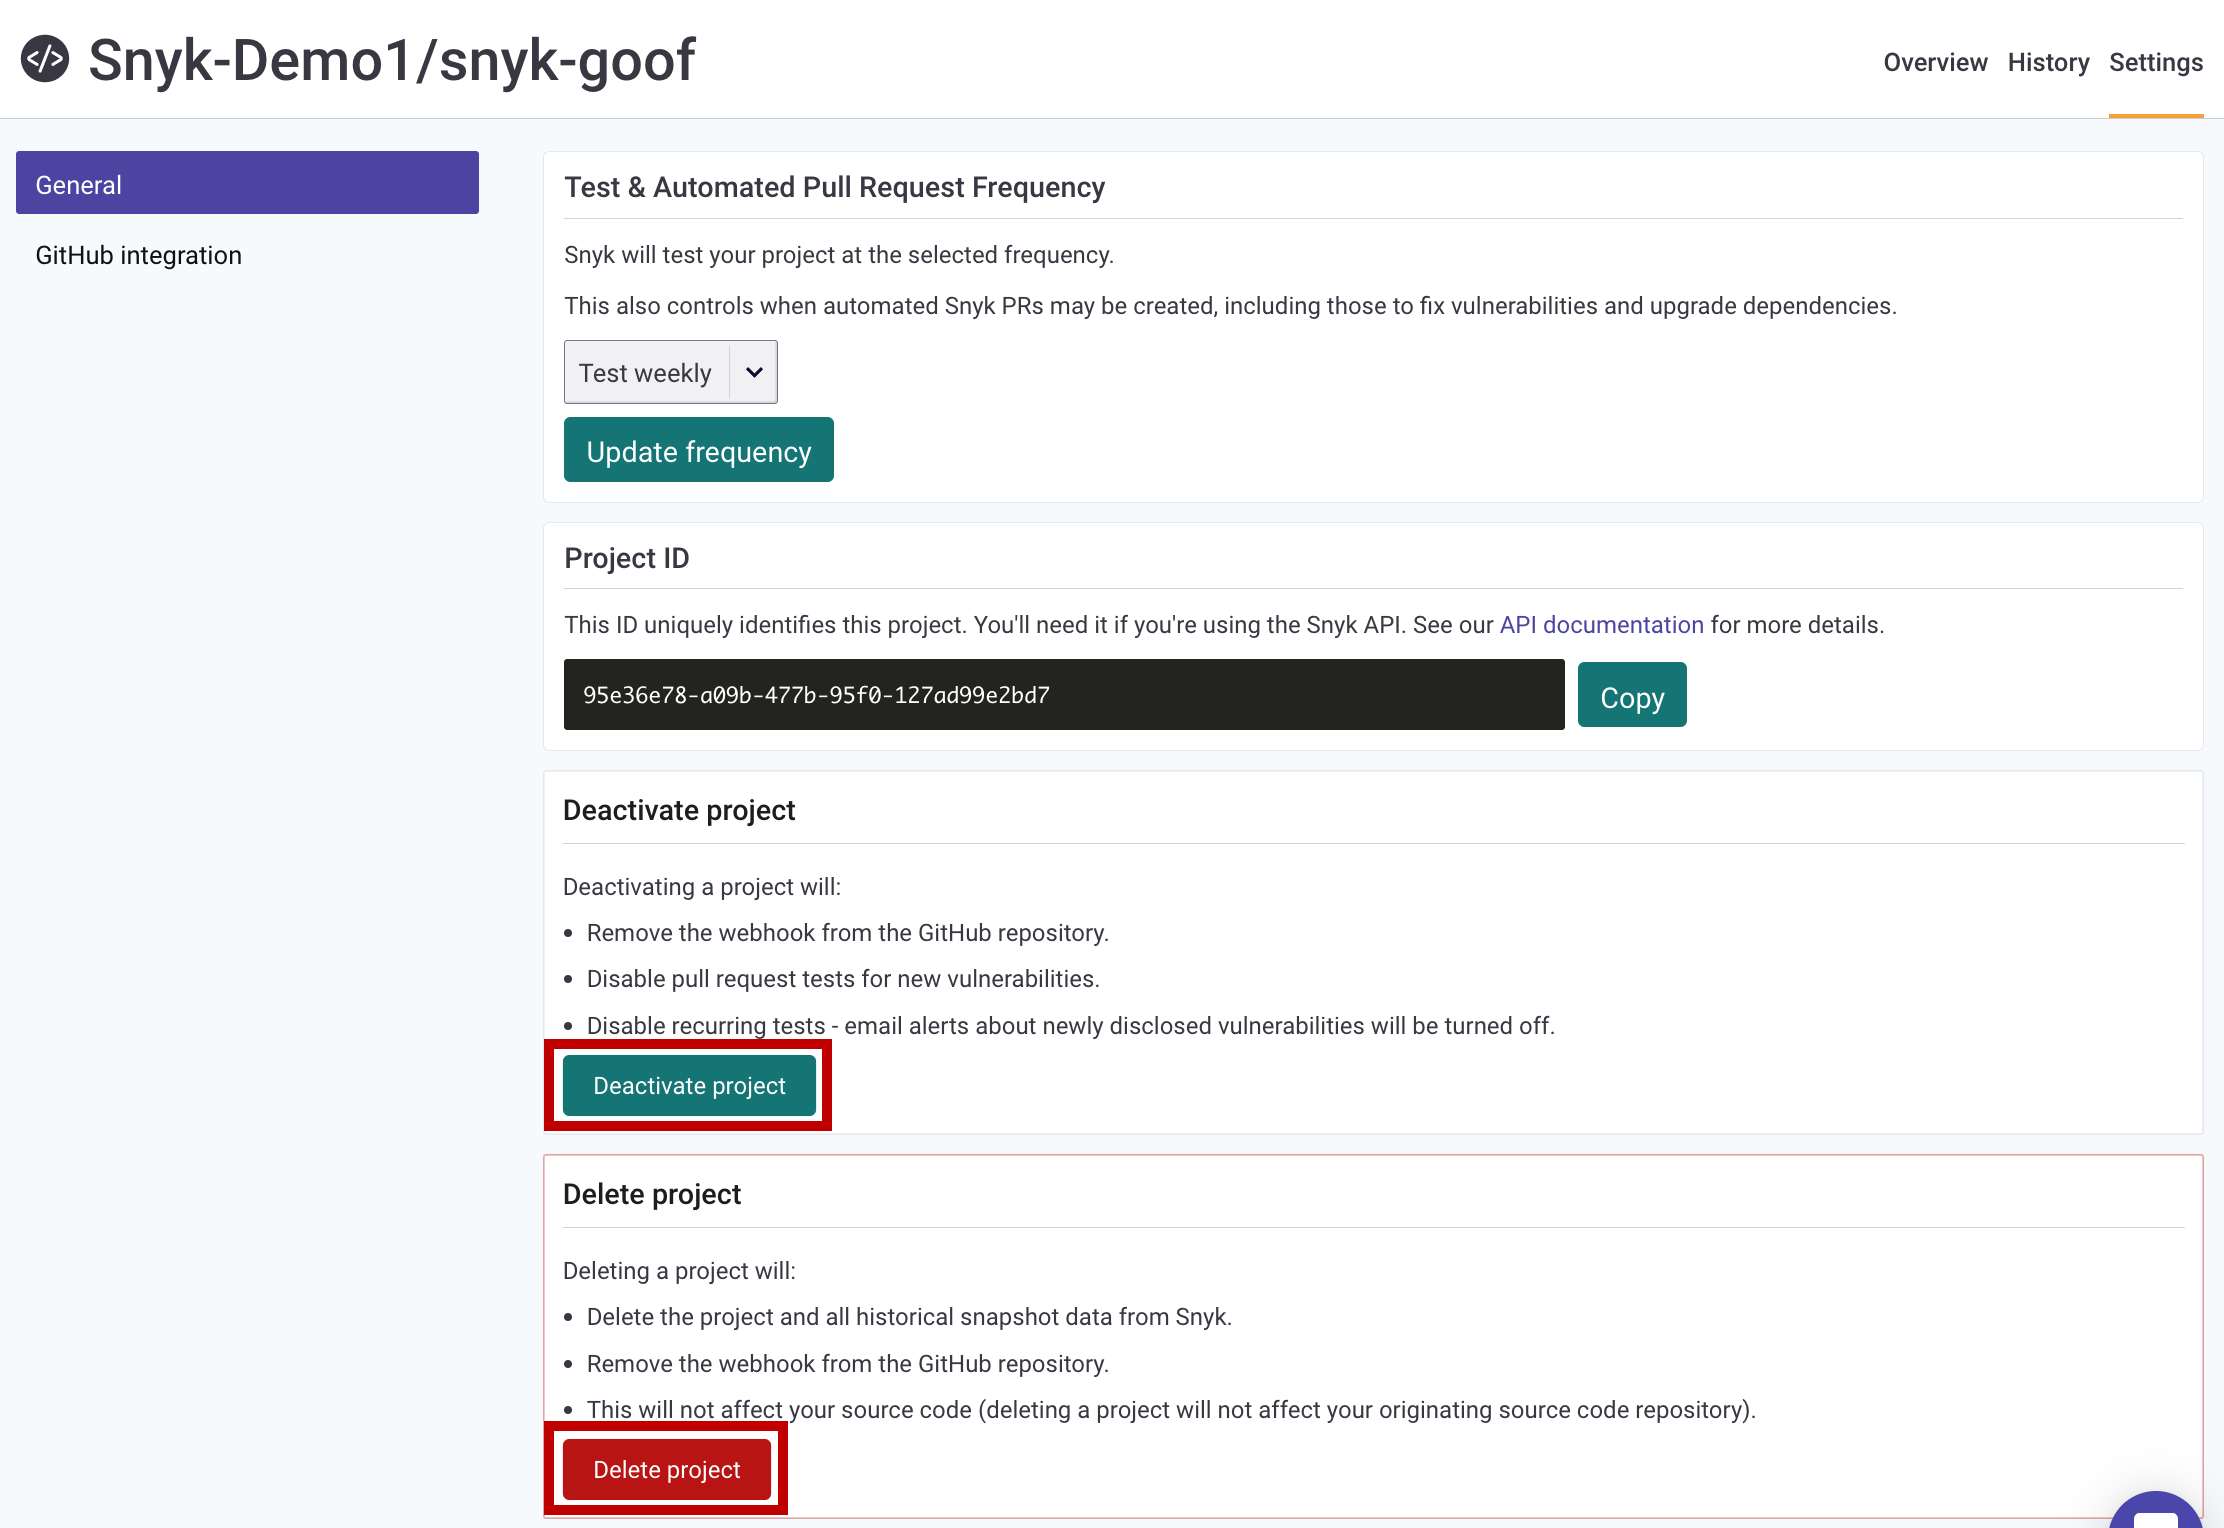 </> Snyk-Demo1/snyk-goof
Overview History Settings
General
GitHub integration
Test & Automated Pull Request Frequency
Snyk will test your project at the selected frequency.
This also controls when automated Snyk PRs may be created, including those to fix vulnerabilities and upgrade dependencies.
Test weekly
Update frequency
Project ID
This ID uniquely identifies this project. You'll need it if you're using the Snyk API. See our API documentation for more details.
95e36e78-a09b-477b-95f0-127ad99e2bd7
Copy
Deactivate project
Deactivating a project will:
• Remove the webhook from the GitHub repository.
• Disable pull request tests for new vulnerabilities.
• Disable recurring tests - email alerts about newly disclosed vulnerabilities will be turned off.
Deactivate project
Delete project
Deleting a project will:
• Delete the project and all historical snapshot data from Snyk.
• Remove the webhook from the GitHub repository.
• This will not affect your source code (deleting a project will not affect your originating source code repository).
Delete project